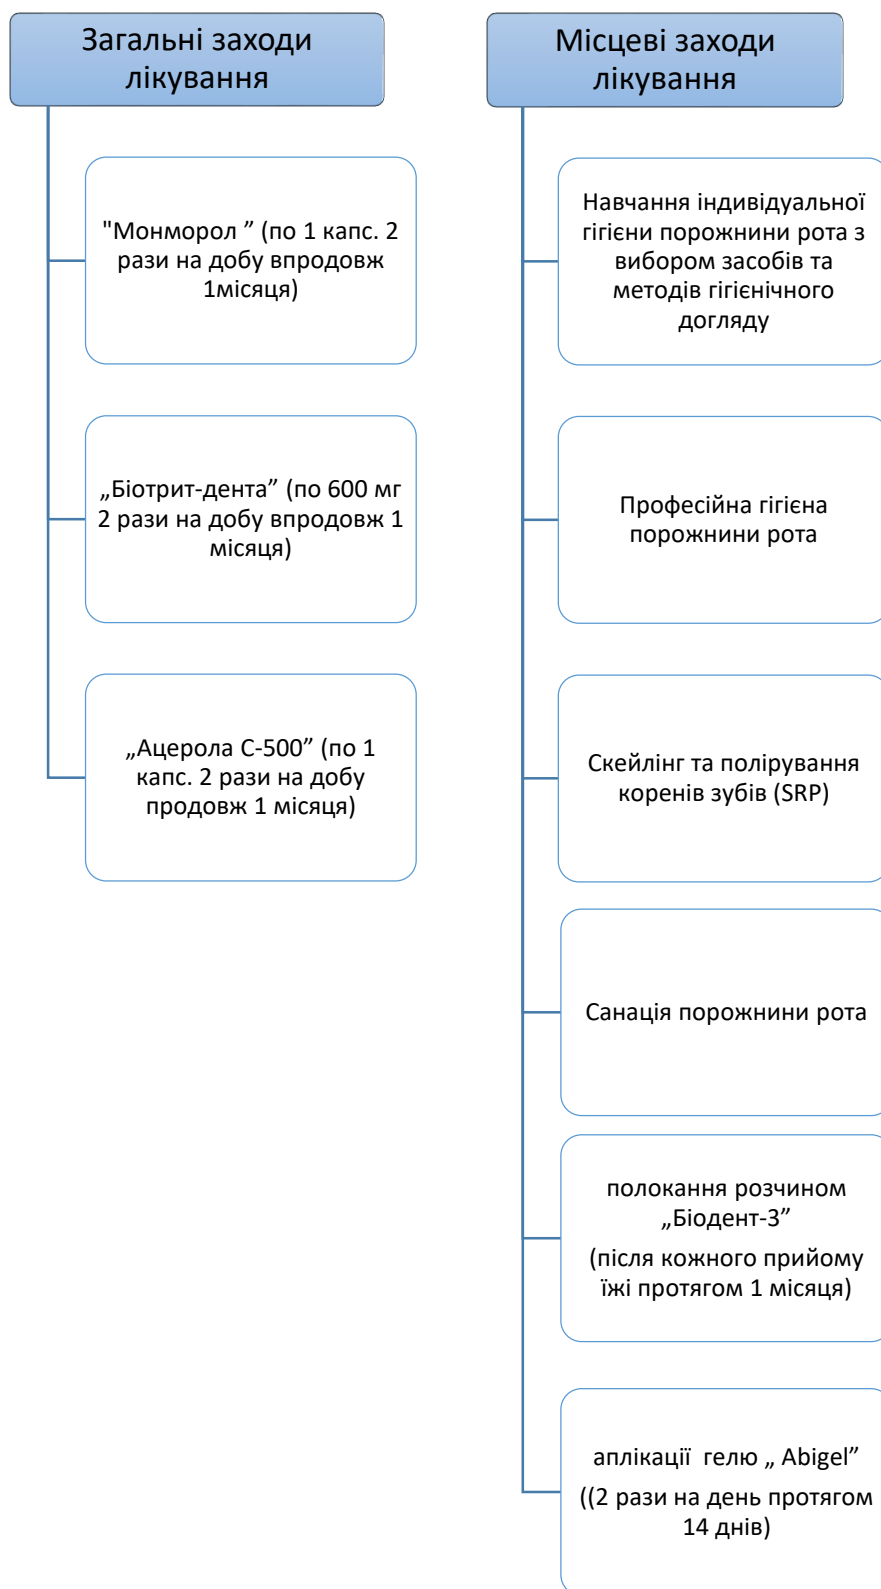 Загальні заходи
лікування
"Монморол ” (по 1 капс. 2
рази на добу впродовж
1місяця)
„Біотрит-дента” (по 600 мг
2 рази на добу впродовж 1
місяця)
„Ацерола С-500” (по 1
капс. 2 рази на добу
продовж 1 місяця)
Місцеві заходи
лікування
Навчання індивідуальної
гігієни порожнини рота з
вибором засобів та
методів гігієнічного
догляду
Професійна гігієна
порожнини рота
Скейлінг та полірування
коренів зубів (SRP)
Санація порожнини рота
полокання розчином
„Біодент-3”
(після кожного прийому
їжі протягом 1 місяця)
аплікації  гелю „ Abigel”
((2 рази на день протягом
14 днів)